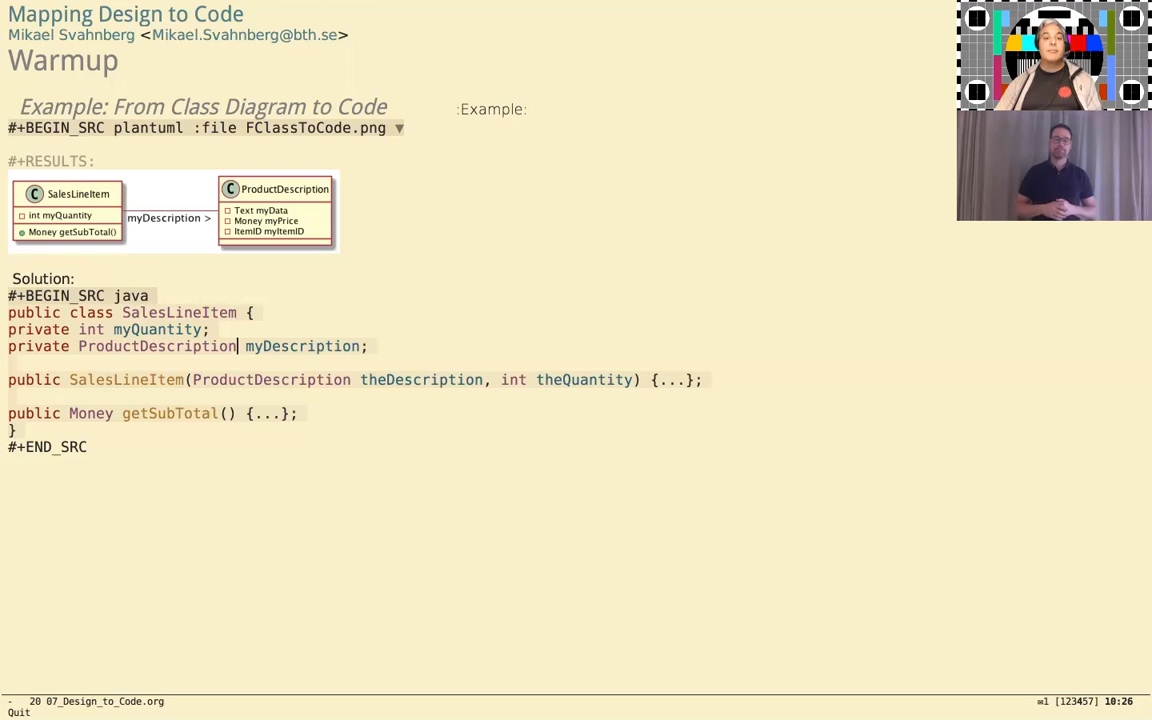 Mapping Design to Code
Mikael Svahnberg <Mikael.Svahnberg@bth.se>
Warmup
Example: From Class Diagram to Code :Example:
#+BEGIN_SRC plantuml :file FClassToCode.png ▼
#+RESULTS:
C SalesLineItem
int myQuantity
Money getSubTotal()
myDescription >
C ProductDescription
Text myData
Money myPrice
ItemID myItemID
Solution:
#+BEGIN_SRC java
public class SalesLineItem {
private int myQuantity;
private ProductDescription myDescription;
public SalesLineItem(ProductDescription theDescription, int theQuantity) {...};
public Money getSubTotal() {...};
}
#+END_SRC
- 20 07_Design_to_Code.org ✉1 [123457] 10:26
Quit